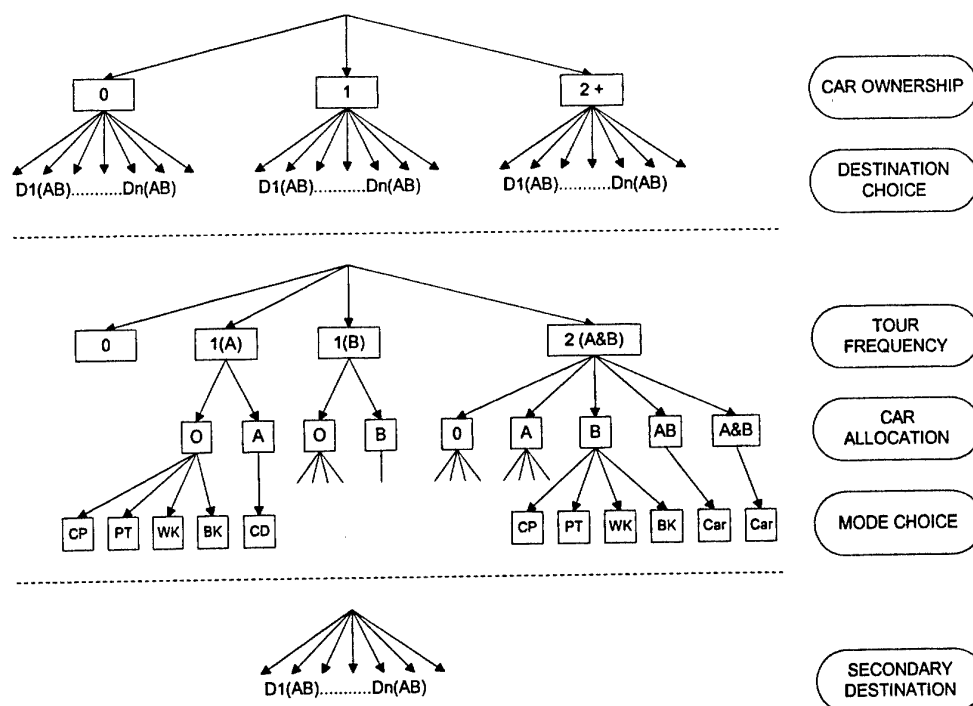 0 1 2 + CAR OWNERSHIP
D1(AB)...........Dn(AB) D1(AB)...........Dn(AB) D1(AB)...........Dn(AB) DESTINATION
CHOICE
0 1(A) 1(B) 2 (A&B) TOUR
FREQUENCY
O A O B 0 A B AB A&B CAR
ALLOCATION
CP PT WK BK CD CP PT WK BK Car Car MODE CHOICE
D1(AB)...........Dn(AB) SECONDARY
DESTINATION